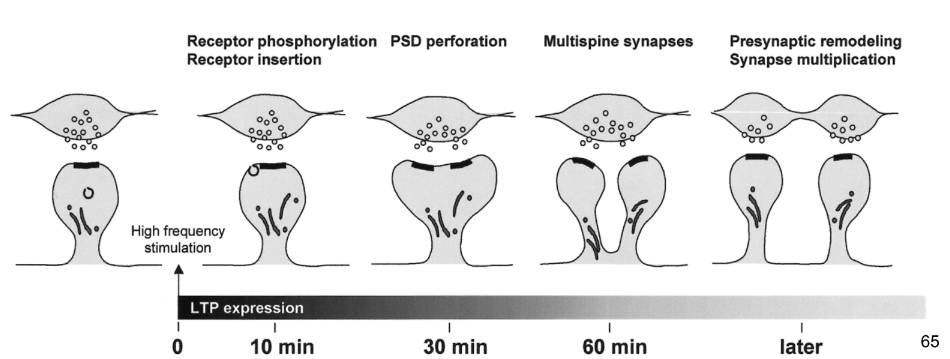 Receptor phosphorylation
Receptor insertion
PSD perforation
Multispine synapses
Presynaptic remodeling
Synapse multiplication
High frequency
stimulation
LTP expression
0
10 min
30 min
60 min
later
65